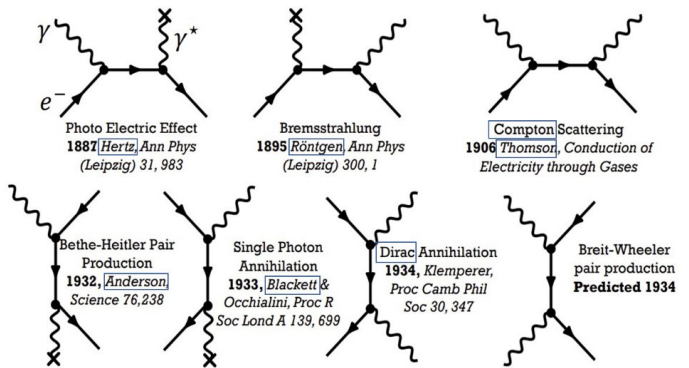 γ
γ*
e⁻
Photo Electric Effect
1887 Hertz, Ann Phys
(Leipzig) 31, 983
Bremsstrahlung
1895 Röntgen, Ann Phys
(Leipzig) 300, 1
Compton Scattering
1906 Thomson, Conduction of
Electricity through Gases
Bethe-Heitler Pair
Production
1932, Anderson,
Science 76,238
Single Photon
Annihilation
1933, Blackett &
Occhialini, Proc R
Soc Lond A 139, 699
Dirac Annihilation
1934, Klemperer,
Proc Camb Phil
Soc 30, 347
Breit-Wheeler
pair production
Predicted 1934